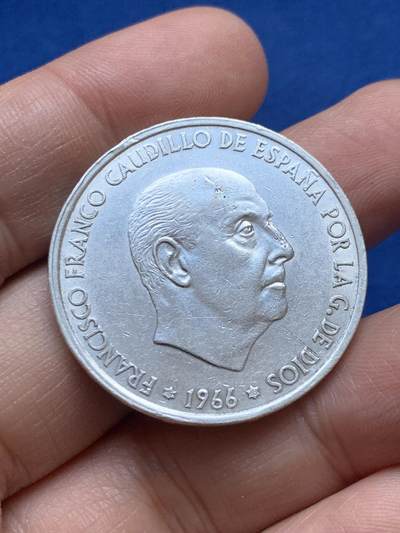 FRANCISCO FRANCO CAUDILLO DE ESPAÑA POR LA G. DE DIOS
1966